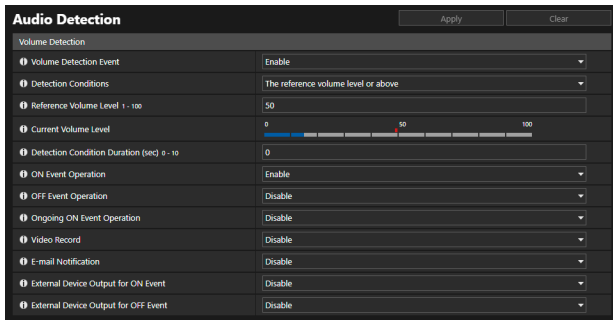 Audio Detection Apply Clear
Volume Detection
Volume Detection Event Enable
Detection Conditions The reference volume level or above
Reference Volume Level 1 - 100 50
Current Volume Level 0 50 100
Detection Condition Duration (sec) 0 - 10 0
ON Event Operation Enable
OFF Event Operation Disable
Ongoing ON Event Operation Disable
Video Record Disable
E-mail Notification Disable
External Device Output for ON Event Disable
External Device Output for OFF Event Disable